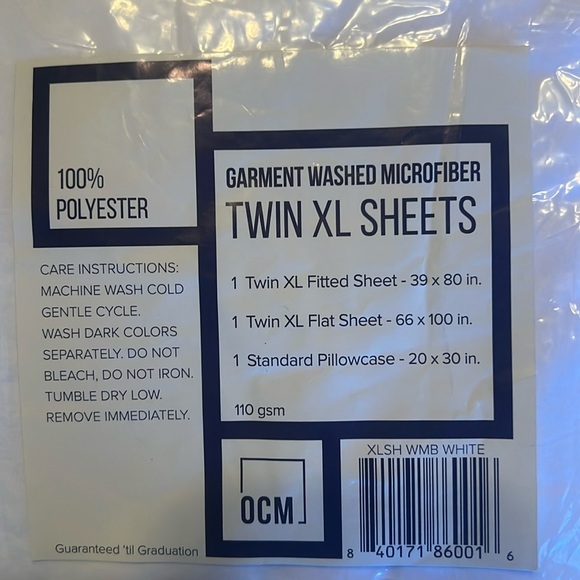 100%
POLYESTER
GARMENT WASHED MICROFIBER
TWIN XL SHEETS
1 Twin XL Fitted Sheet - 39 x 80 in.
1 Twin XL Flat Sheet - 66 x 100 in.
1 Standard Pillowcase - 20 x 30 in.
110 gsm
CARE INSTRUCTIONS:
MACHINE WASH COLD
GENTLE CYCLE.
WASH DARK COLORS
SEPARATELY. DO NOT
BLEACH, DO NOT IRON.
TUMBLE DRY LOW.
REMOVE IMMEDIATELY.
OCM
XLSH WMB WHITE
8 40171 86001 6
Guaranteed 'til Graduation